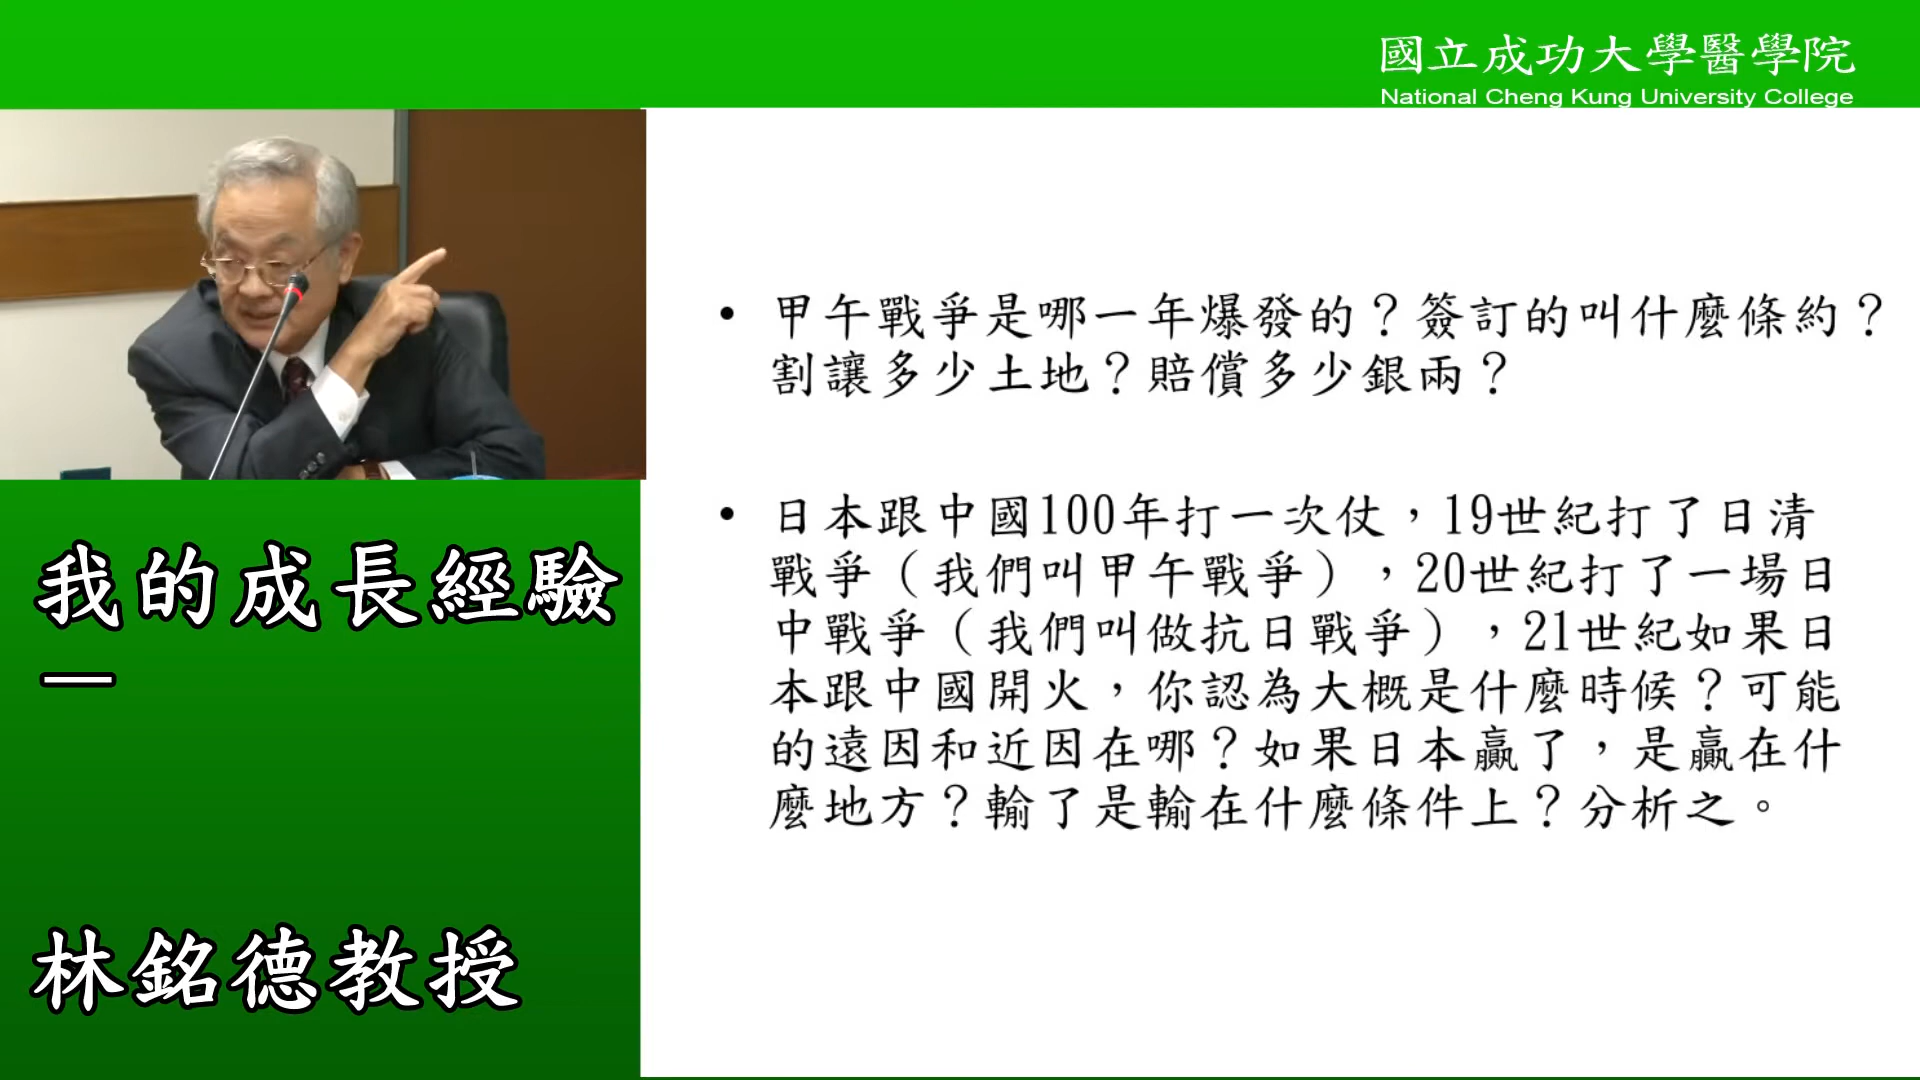 國立成功大學醫學院
National Cheng Kung University College
• 甲午戰爭是哪一年爆發的？簽訂的叫什麼條約？
割讓多少土地？賠償多少銀兩？
• 日本跟中國100年打一次仗，19世紀打了日清
戰爭（我們叫甲午戰爭），20世紀打了一場日
中戰爭（我們叫做抗日戰爭），21世紀如果日
本跟中國開火，你認為大概是什麼時候？可能
的遠因和近因在哪？如果日本贏了，是贏在什
麼地方？輸了是輸在什麼條件上？分析之。
我的成長經驗
一
林銘德教授